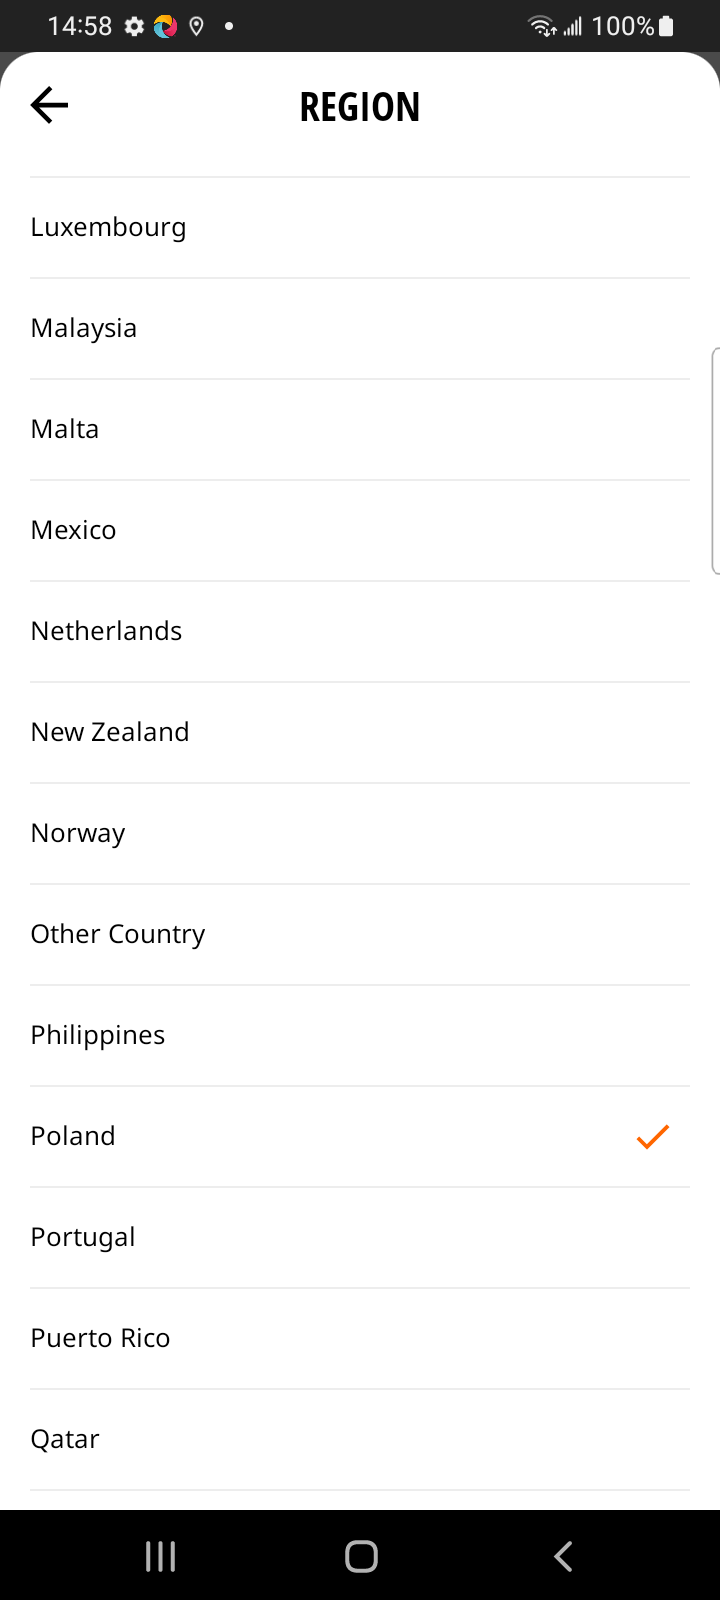 14:58 100%
REGION
Luxembourg
Malaysia
Malta
Mexico
Netherlands
New Zealand
Norway
Other Country
Philippines
Poland
Portugal
Puerto Rico
Qatar